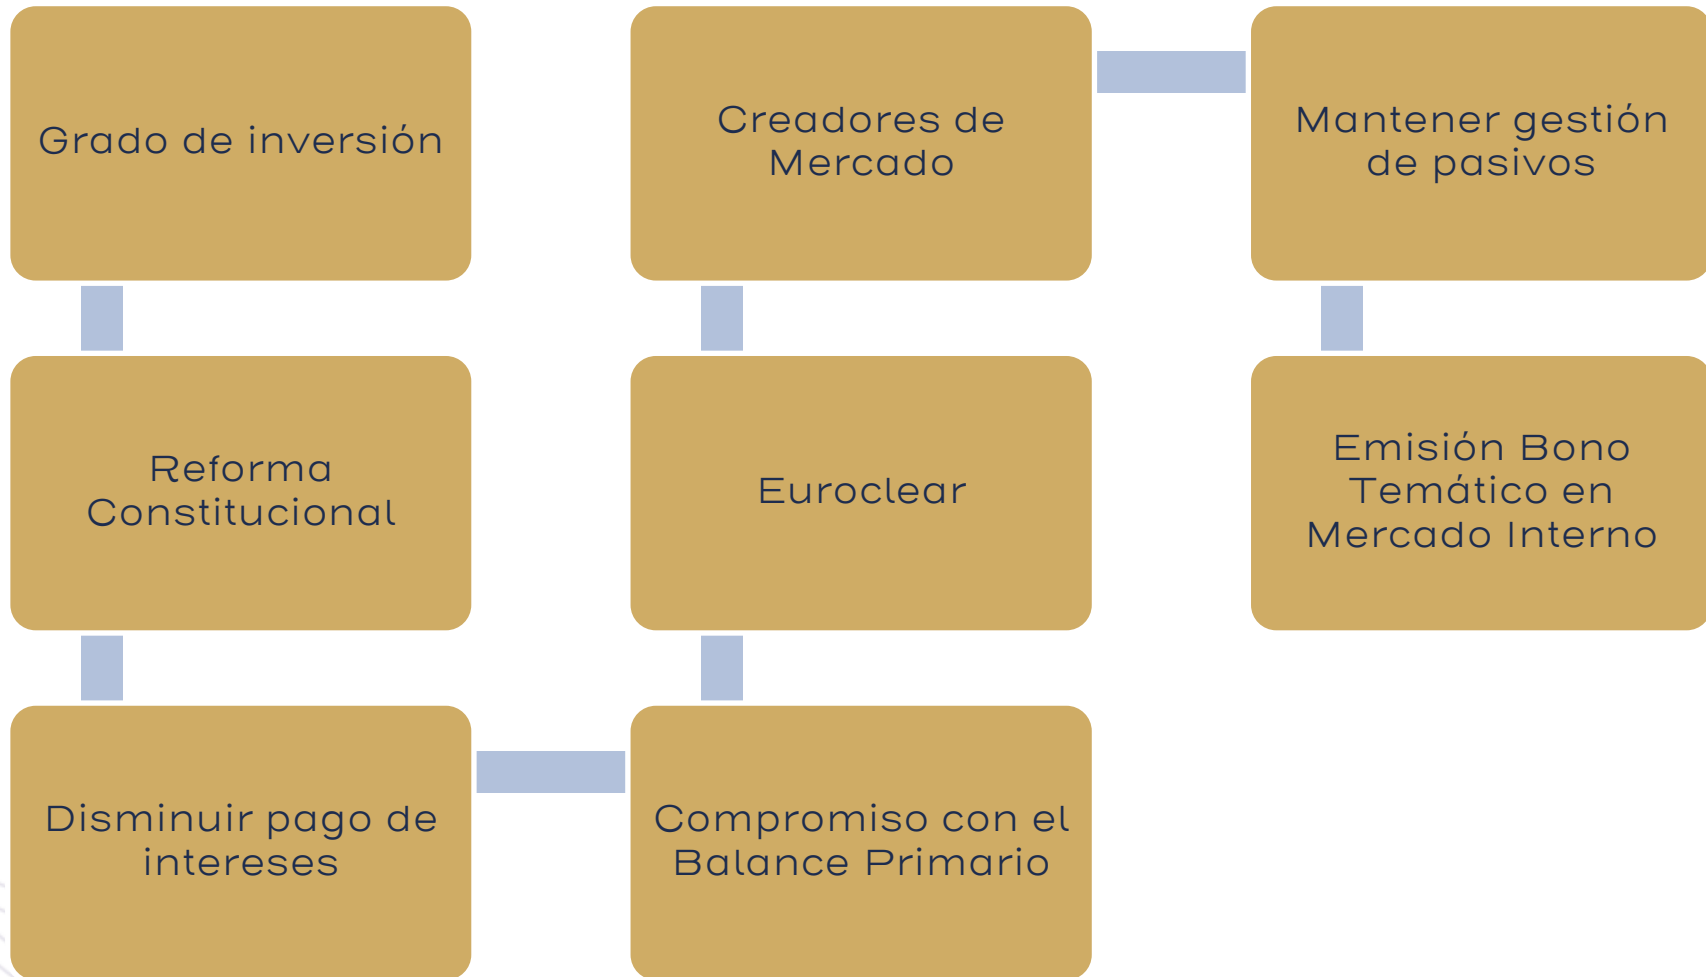 Grado de inversión
Reforma
Constitucional
Disminuir pago de
intereses
Compromiso con el
Balance Primario
Euroclear
Creadores de
Mercado
Mantener gestión
de pasivos
Emisión Bono
Temático en
Mercado Interno